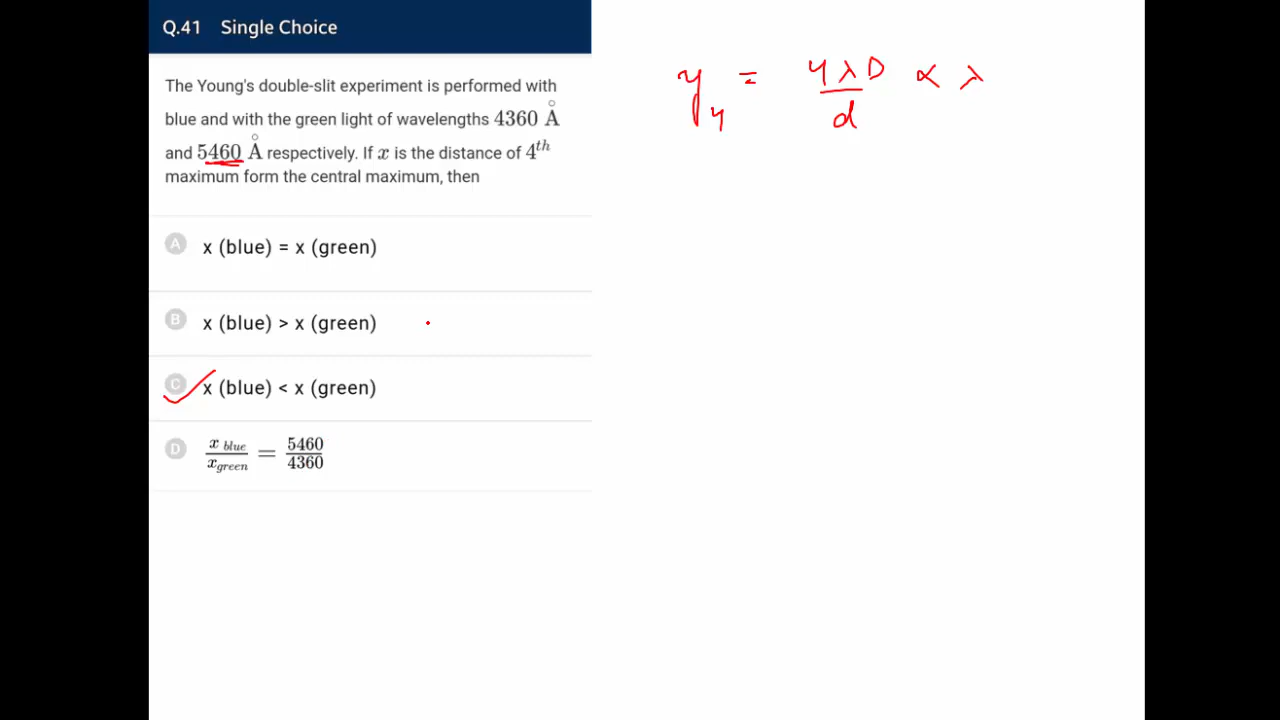 Q.41 Single Choice
The Young's double-slit experiment is performed with
blue and with the green light of wavelengths 4360 Å
and 5460 Å respectively. If x is the distance of 4th
maximum form the central maximum, then
A x (blue) = x (green)
B x (blue) > x (green)
C x (blue) < x (green)
D x blue / x green = 5460 / 4360
y4 = 4λD / d ∝ λ